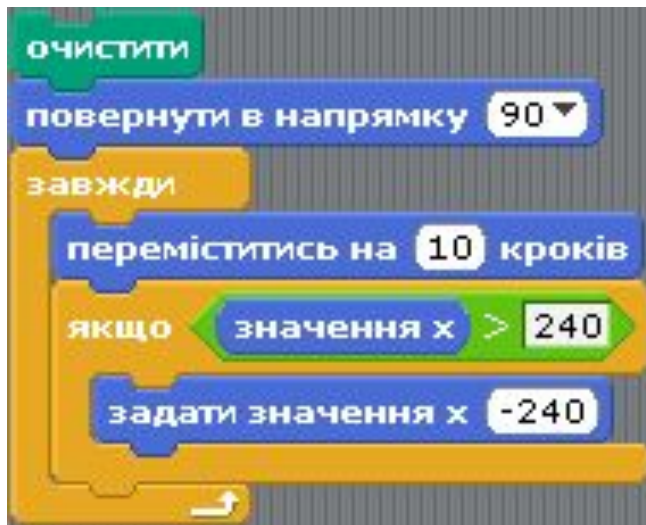 очистити
повернути в напрямку 90
завжди
переміститись на 10 кроків
якщо значення x > 240
задати значення x -240